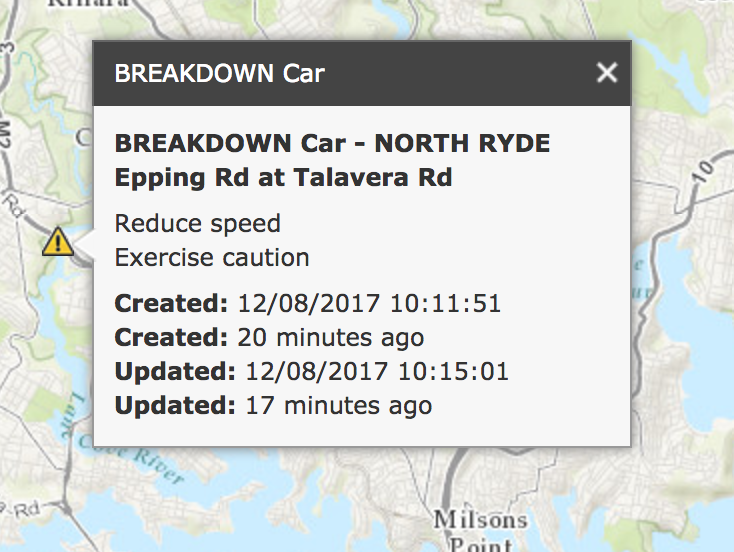 BREAKDOWN Car
BREAKDOWN Car - NORTH RYDE
Epping Rd at Talavera Rd
Reduce speed
Exercise caution
Created: 12/08/2017 10:11:51
Created: 20 minutes ago
Updated: 12/08/2017 10:15:01
Updated: 17 minutes ago
3
M2
Rd
10
Lane
Cove River
Rd
Milsons
Point